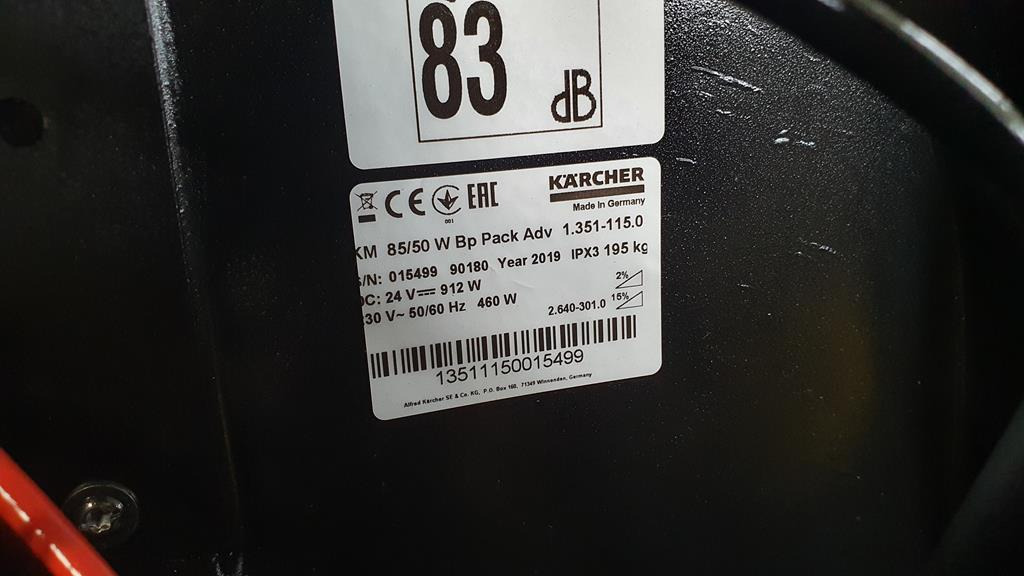 83
dB
CE 001 EAC
KÄRCHER
Made in Germany
KM 85/50 W Bp Pack Adv 1.351-115.0
S/N: 015499 90180 Year 2019 IPX3 195 kg
DC: 24 V 912 W 2%
30 V~ 50/60 Hz 460 W 2.640-301.0 15%
13511150015499
Alfred Kärcher SE & Co. KG, P.O. Box 160, 71349 Winnenden, Germany